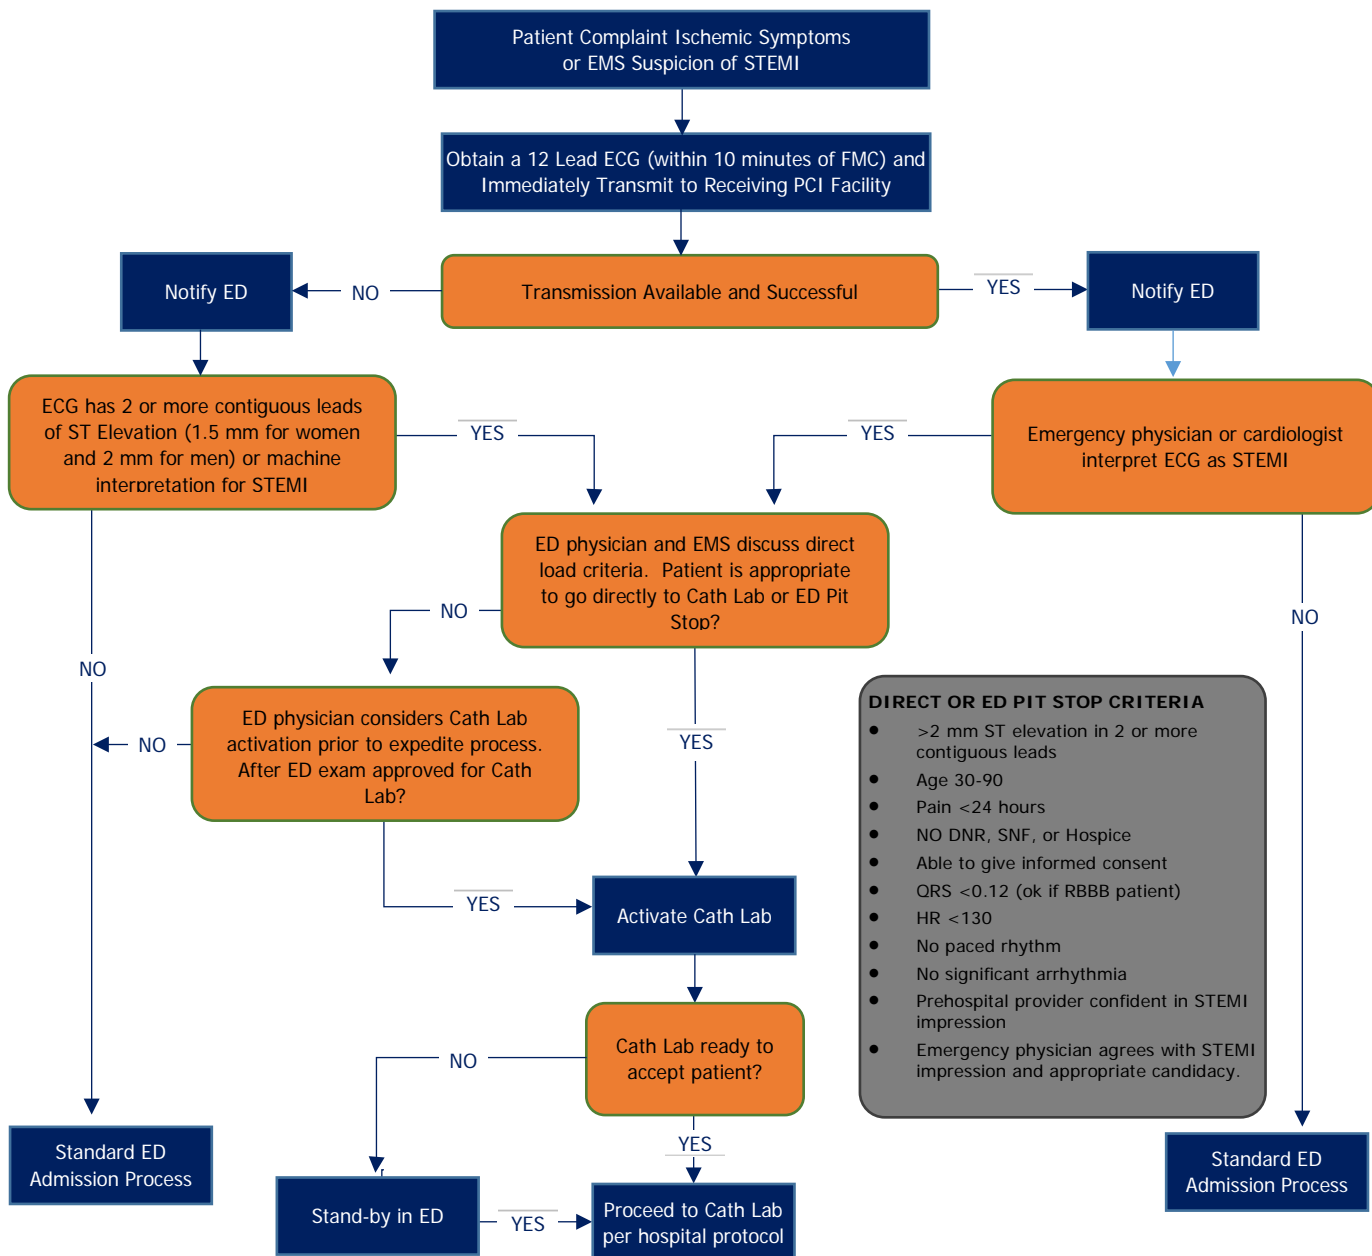 Patient Complaint Ischemic Symptoms
or EMS Suspicion of STEMI
Obtain a 12 Lead ECG (within 10 minutes of FMC) and
Immediately Transmit to Receiving PCI Facility
Notify ED
NO
Transmission Available and Successful
YES
Notify ED
ECG has 2 or more contiguous leads
of ST Elevation (1.5 mm for women
and 2 mm for men) or machine
interpretation for STEMI
YES
YES
Emergency physician or cardiologist
interpret ECG as STEMI
ED physician and EMS discuss direct
load criteria.  Patient is appropriate
to go directly to Cath Lab or ED Pit
Stop?
NO
NO
NO
ED physician considers Cath Lab
activation prior to expedite process.
After ED exam approved for Cath
Lab?
NO
YES
DIRECT OR ED PIT STOP CRITERIA
● >2 mm ST elevation in 2 or more
contiguous leads
● Age 30-90
● Pain <24 hours
● NO DNR, SNF, or Hospice
● Able to give informed consent
● QRS <0.12 (ok if RBBB patient)
● HR <130
● No paced rhythm
● No significant arrhythmia
● Prehospital provider confident in STEMI
impression
● Emergency physician agrees with STEMI
impression and appropriate candidacy.
YES
Activate Cath Lab
Cath Lab ready to
accept patient?
NO
YES
Standard ED
Admission Process
Stand-by in ED
YES
Proceed to Cath Lab
per hospital protocol
Standard ED
Admission Process